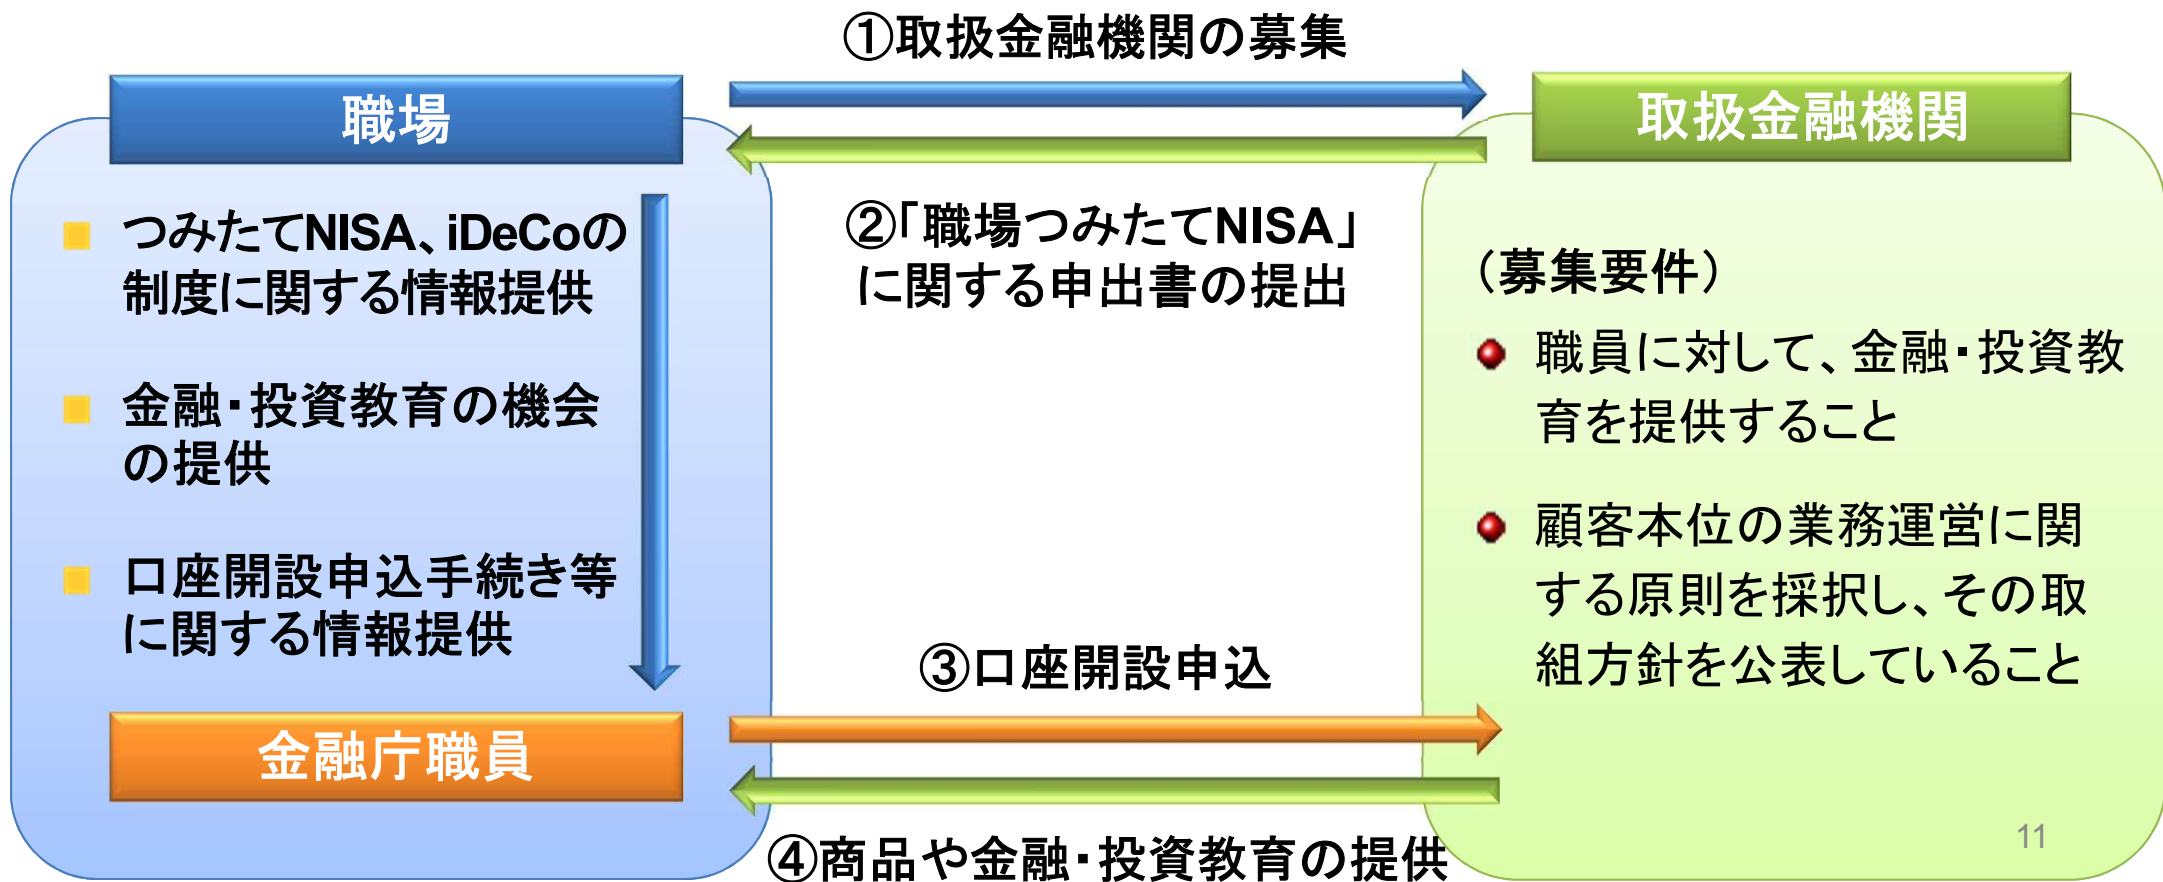 ①取扱金融機関の募集
職場
取扱金融機関
つみたてNISA、iDeCoの
制度に関する情報提供
金融・投資教育の機会
の提供
口座開設申込手続き等
に関する情報提供
②「職場つみたてNISA」
に関する申出書の提出
（募集要件）
職員に対して、金融・投資教
育を提供すること
顧客本位の業務運営に関
する原則を採択し、その取
組方針を公表していること
③口座開設申込
金融庁職員
④商品や金融・投資教育の提供
11